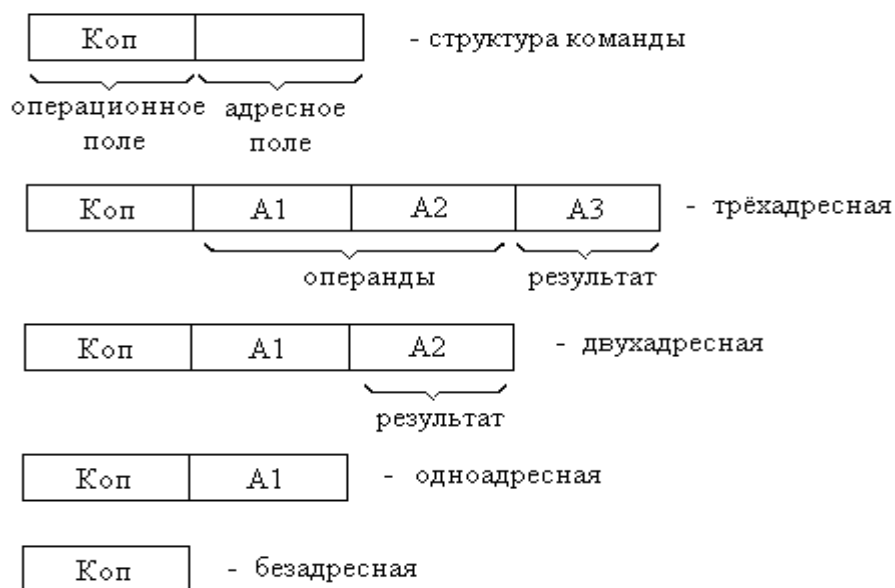 Коп - структура команды
операционное адресное
поле поле
Коп А1 А2 А3 - трёхадресная
операнды результат
Коп А1 А2 - двухадресная
результат
Коп А1 - одноадресная
Коп - безадресная